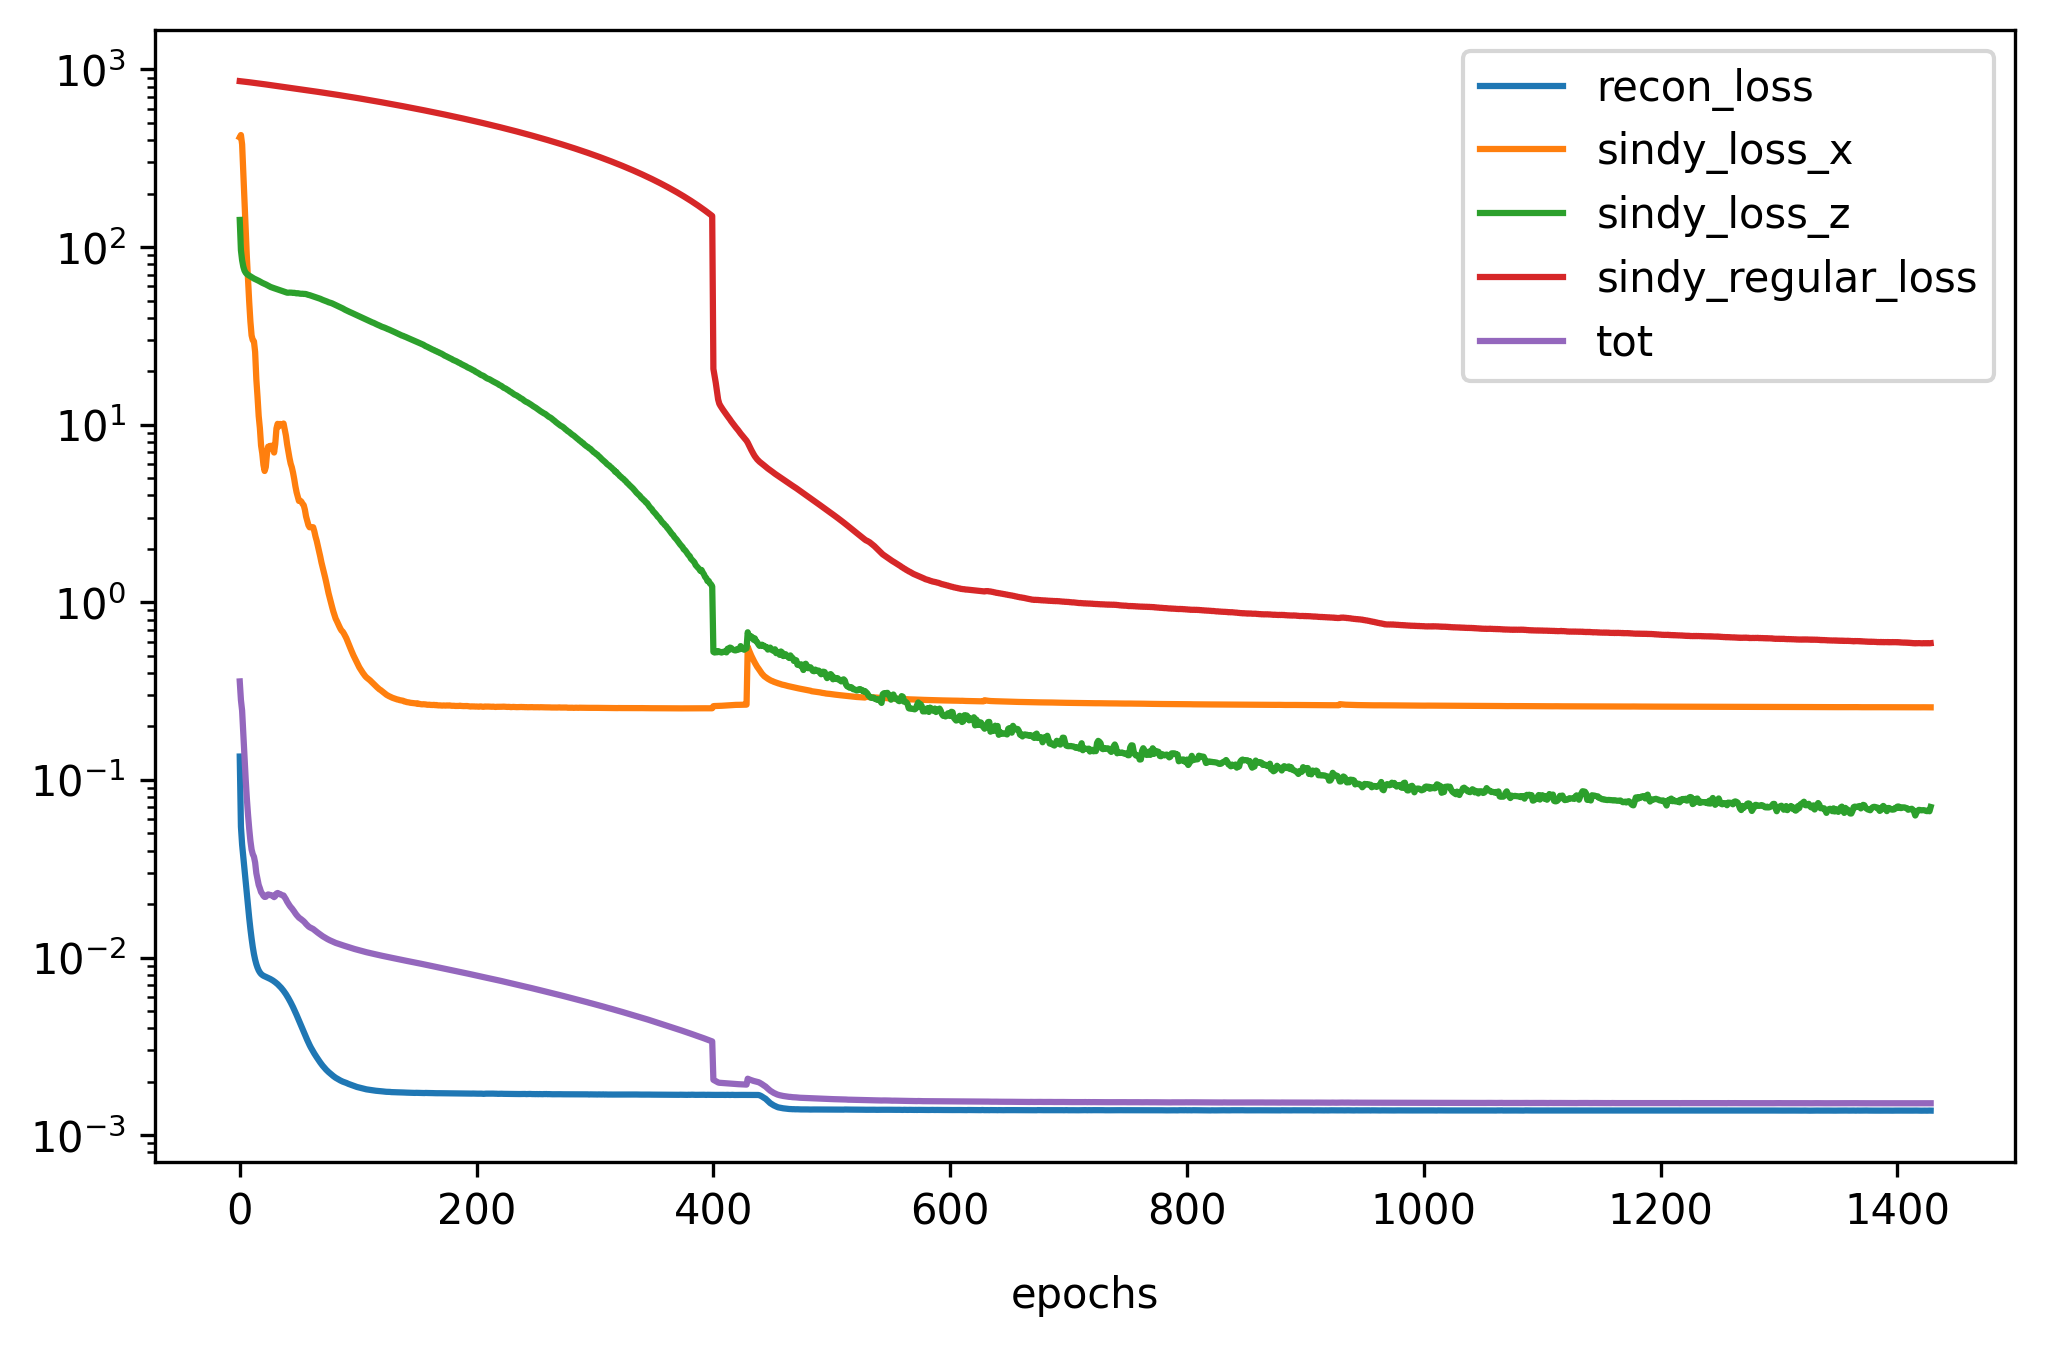 10³
10²
10¹
10⁰
10⁻¹
10⁻²
10⁻³
recon_loss
sindy_loss_x
sindy_loss_z
sindy_regular_loss
tot
0 200 400 600 800 1000 1200 1400
epochs